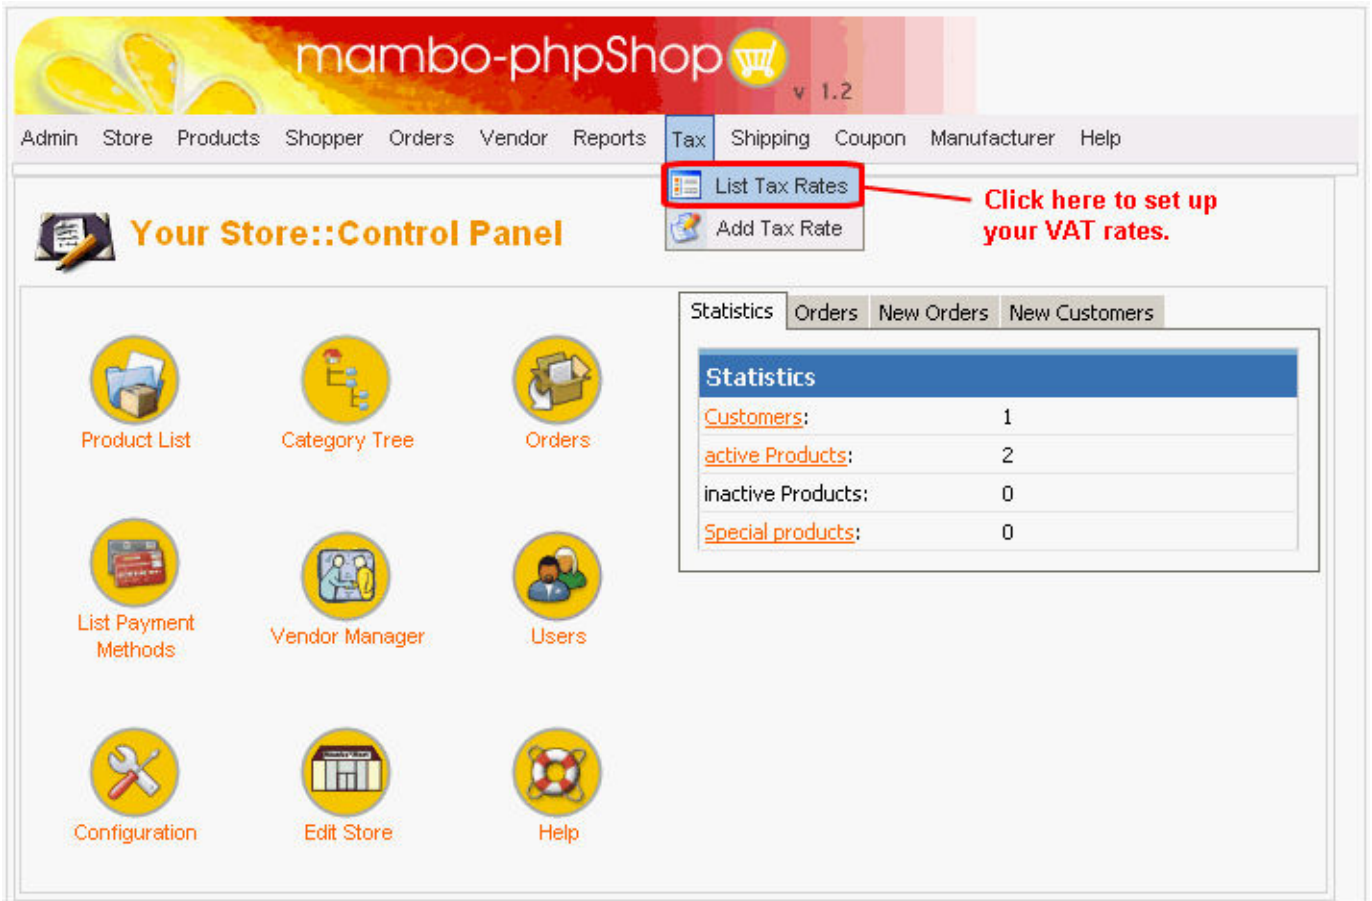 mambo-phpShop
v 1.2
Admin Store Products Shopper Orders Vendor Reports Tax Shipping Coupon Manufacturer Help
List Tax Rates
Add Tax Rate
Click here to set up
your VAT rates.
Your Store::Control Panel
Statistics Orders New Orders New Customers
Statistics
Customers: 1
active Products: 2
inactive Products: 0
Special products: 0
Product List Category Tree Orders
List Payment
Methods
Vendor Manager Users
Configuration Edit Store Help